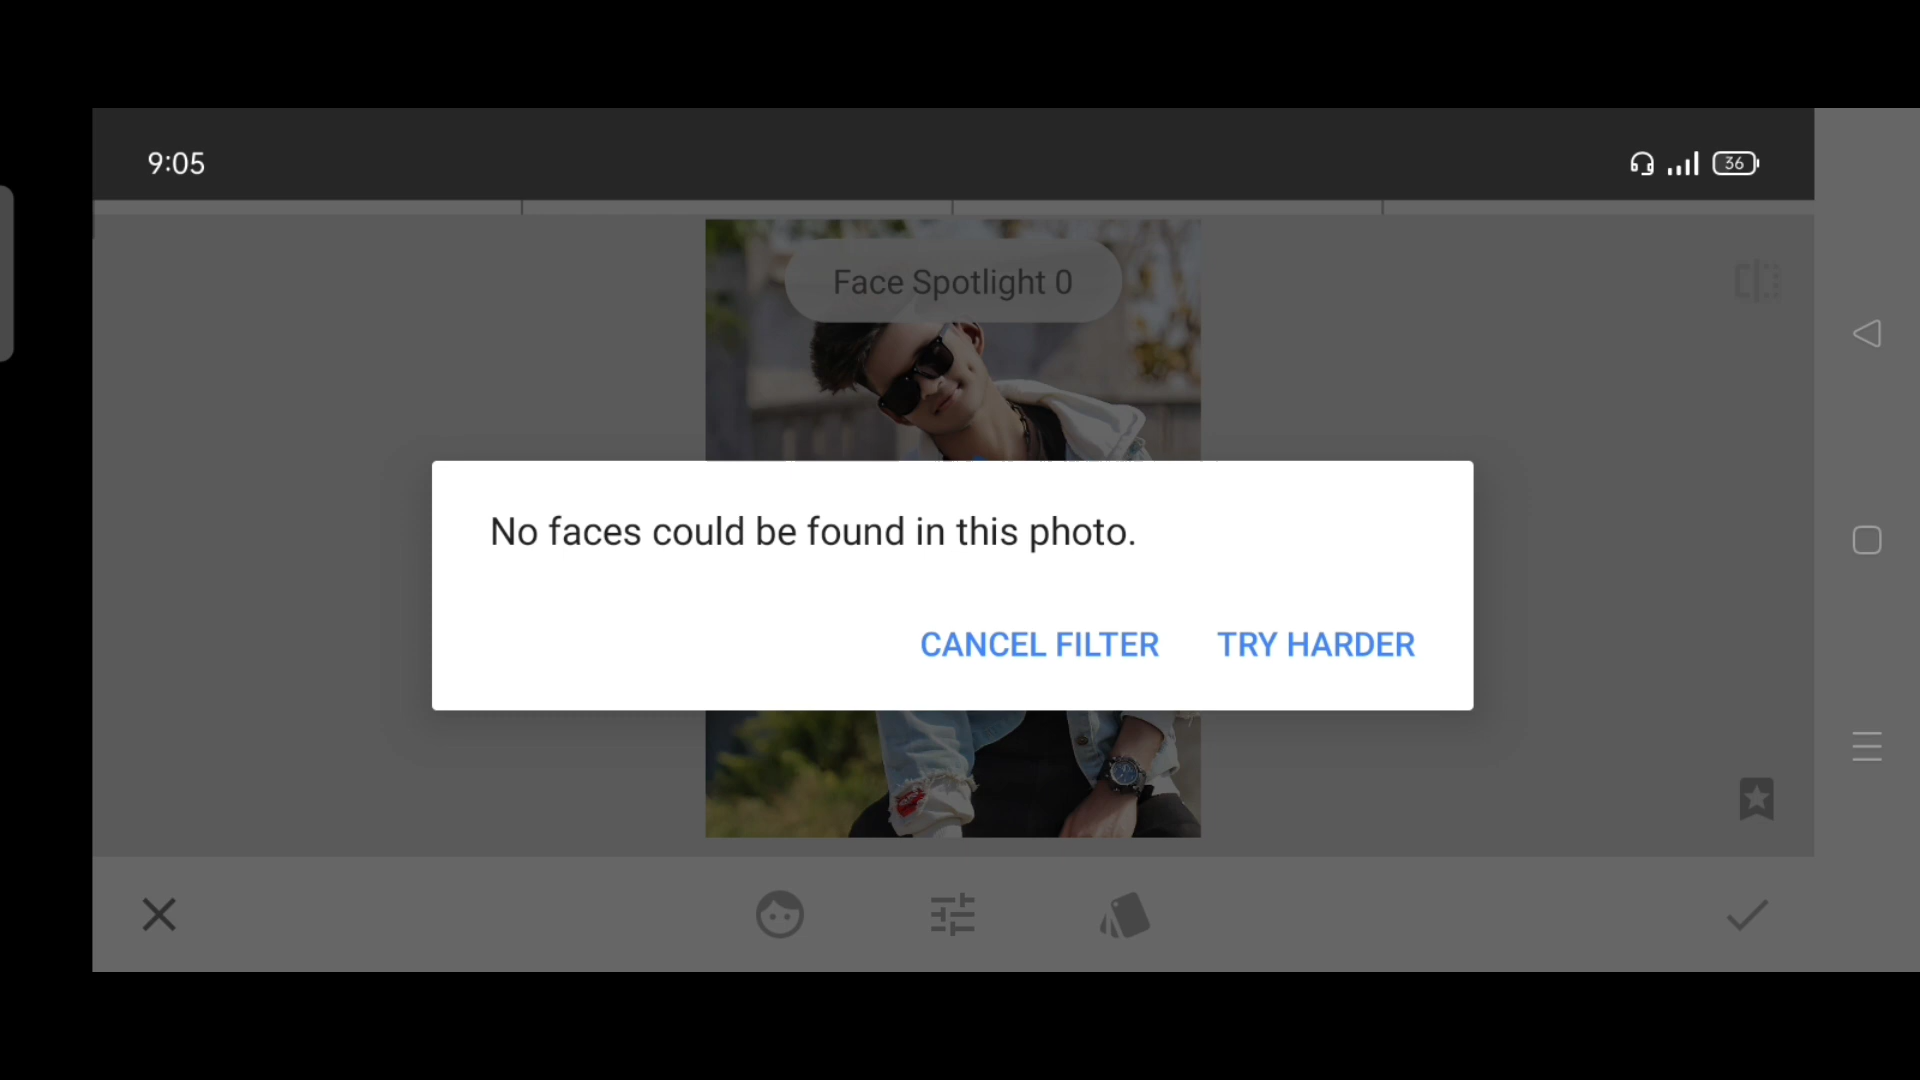 9:05
36
Face Spotlight 0
No faces could be found in this photo.
CANCEL FILTER TRY HARDER